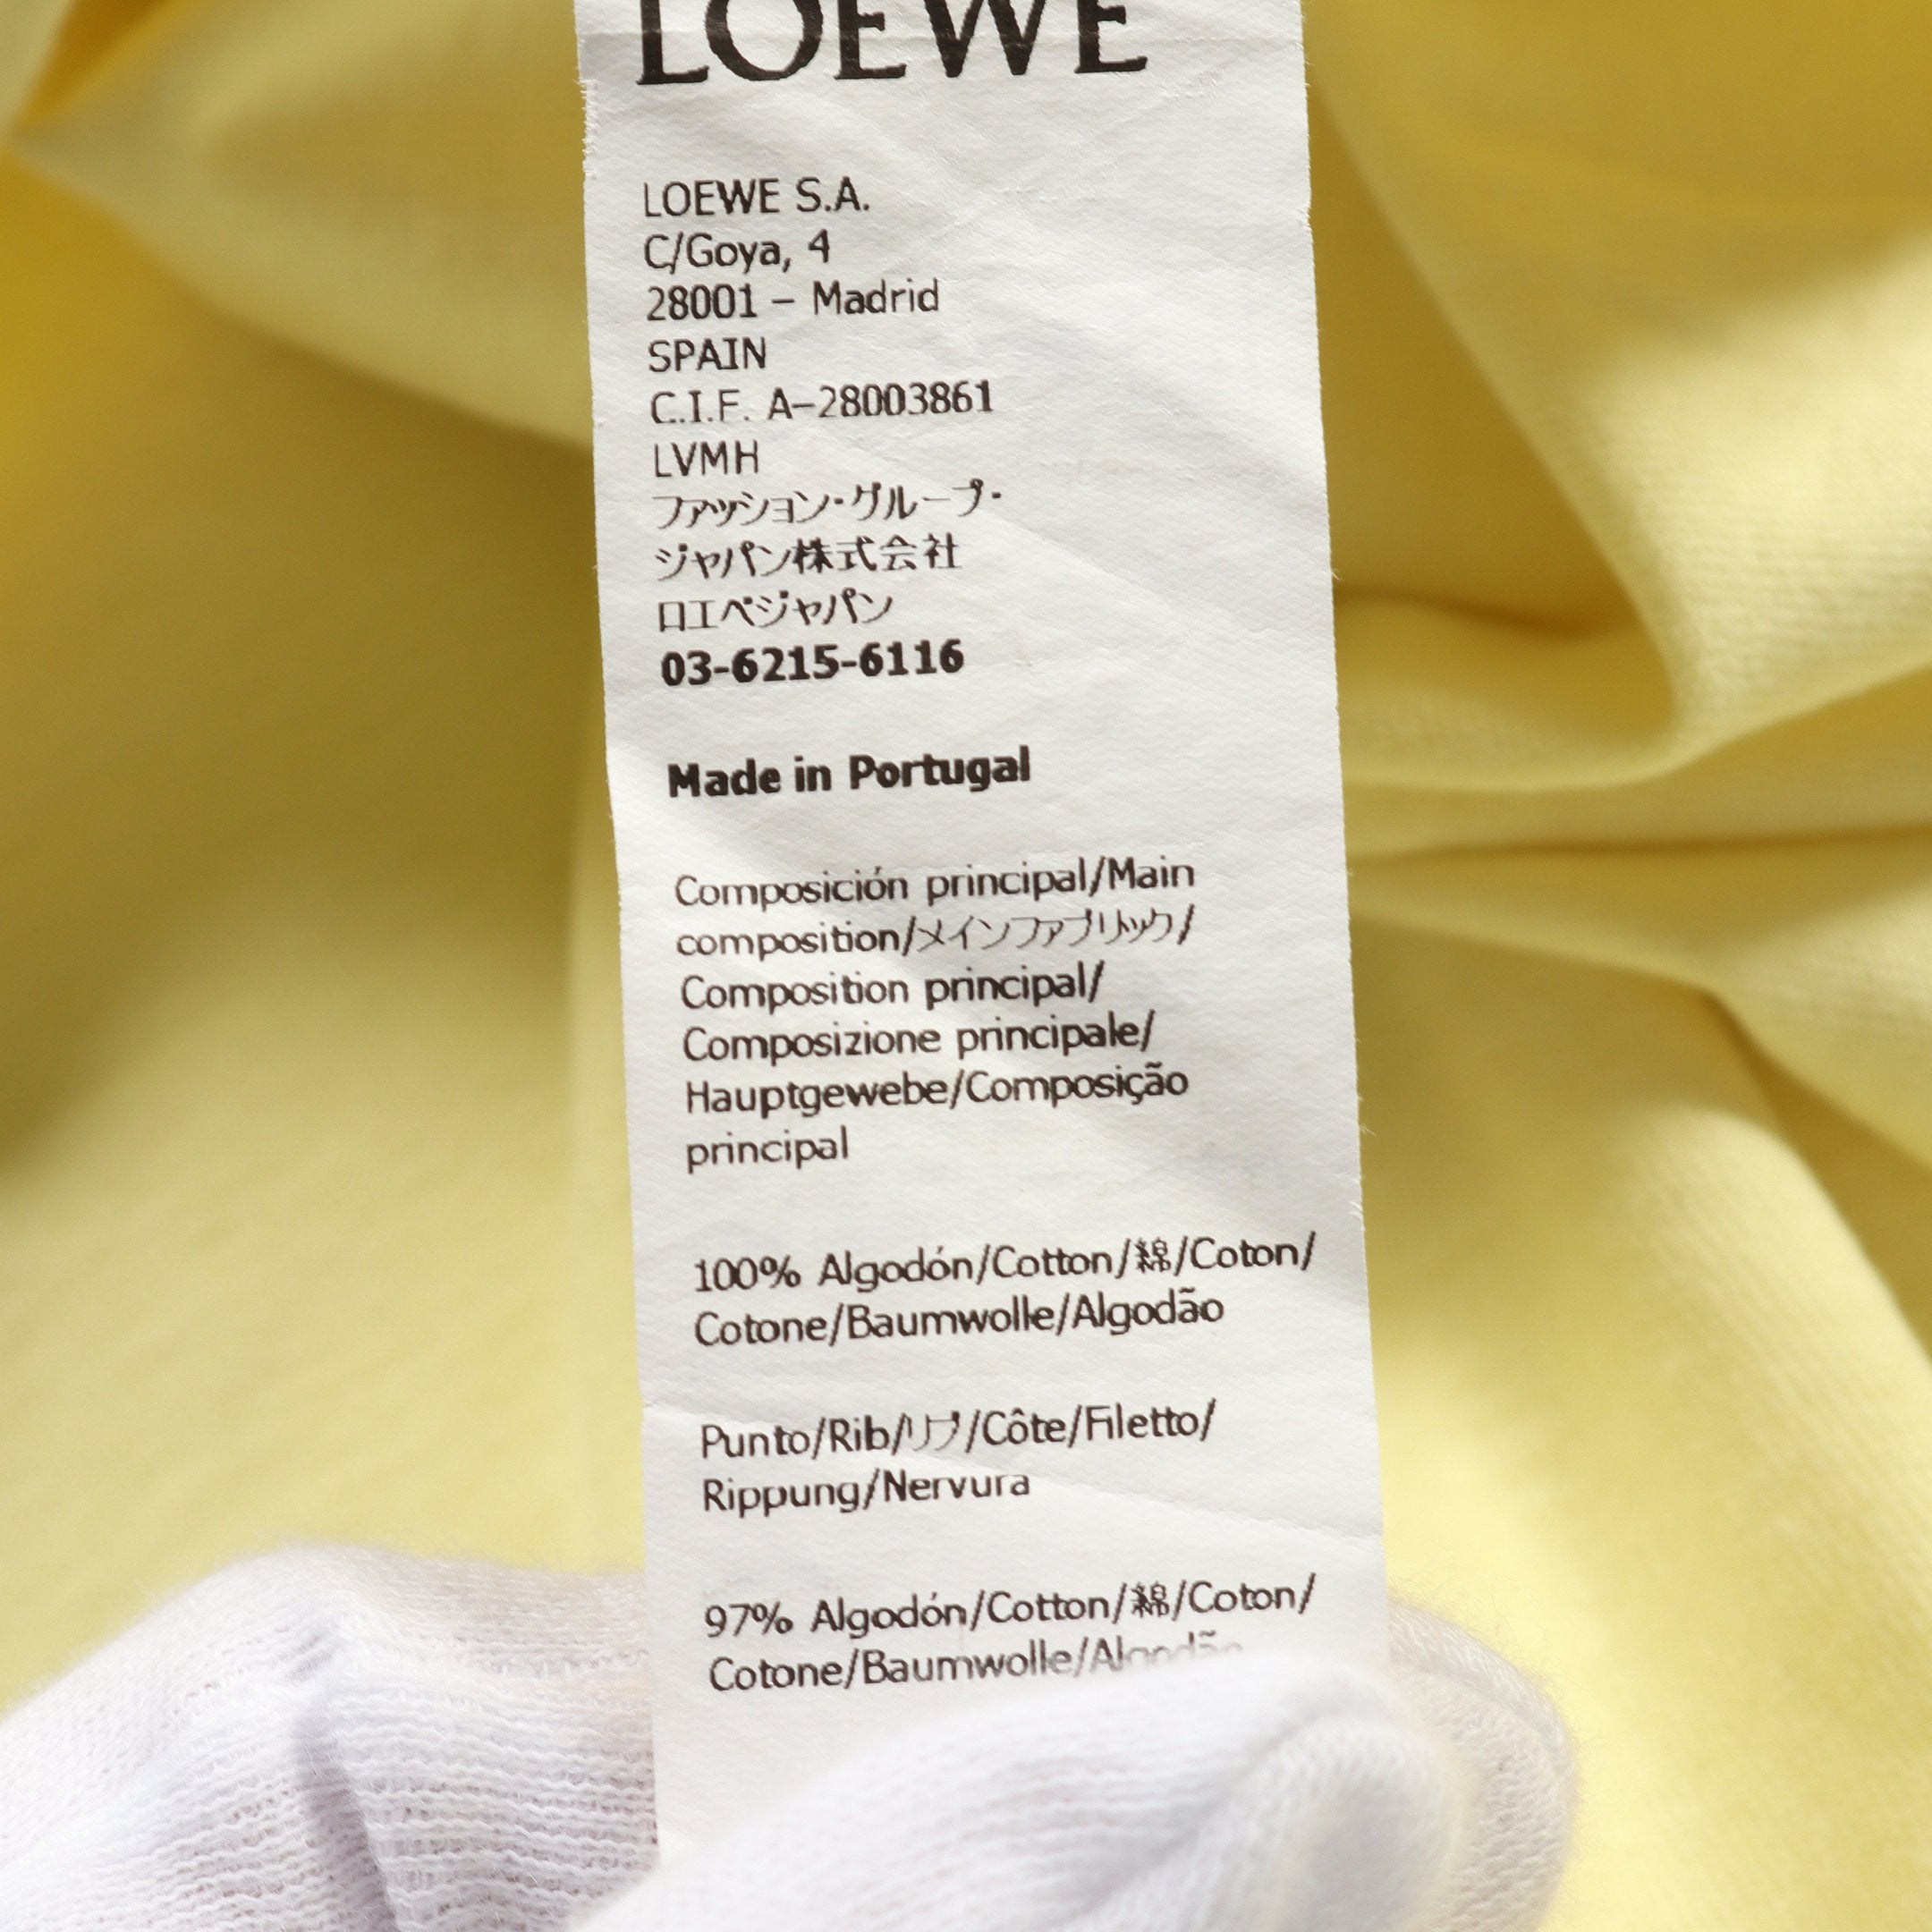 LOEWE
LOEWE S.A.
C/Goya, 4
28001 – Madrid
SPAIN
C.I.F. A–28003861
LVMH
ファッション・グループ・
ジャパン株式会社
ロエベジャパン
03-6215-6116
Made in Portugal
Composición principal/Main
composition/メインファブリック/
Composition principal/
Composizione principale/
Hauptgewebe/Composição
principal
100% Algodón/Cotton/綿/Coton/
Cotone/Baumwolle/Algodão
Punto/Rib/リブ/Côte/Filetto/
Rippung/Nervura
97% Algodón/Cotton/綿/Coton/
Cotone/Baumwolle/Algodão